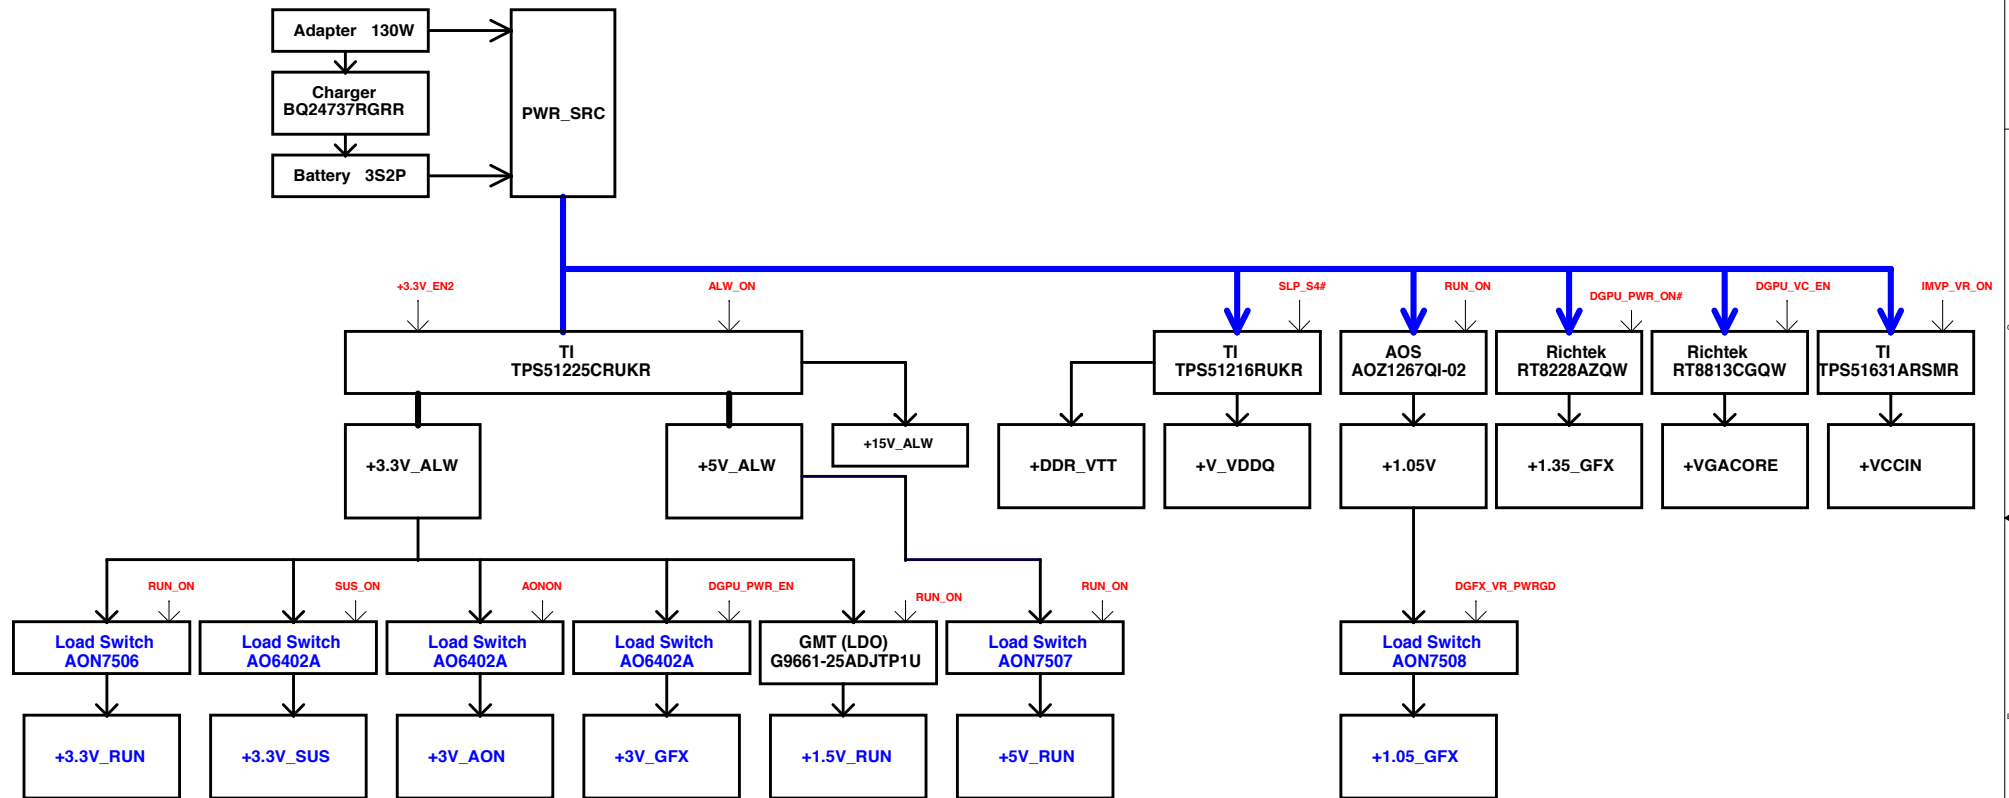 Adapter 130W
Charger
BQ24737RGRR
Battery 3S2P
PWR_SRC
+3.3V_EN2
ALW_ON
SLP_S4#
RUN_ON
DGPU_PWR_ON#
DGPU_VC_EN
IMVP_VR_ON
TI
TPS51225CRUKR
TI
TPS51216RUKR
AOS
AOZ1267QI-02
Richtek
RT8228AZQW
Richtek
RT8813CGQW
TI
TPS51631ARSMR
+3.3V_ALW
+5V_ALW
+15V_ALW
+DDR_VTT
+V_VDDQ
+1.05V
+1.35_GFX
+VGACORE
+VCCIN
RUN_ON
SUS_ON
AONON
DGPU_PWR_EN
RUN_ON
RUN_ON
DGFX_VR_PWRGD
Load Switch
AON7506
Load Switch
AO6402A
Load Switch
AO6402A
Load Switch
AO6402A
GMT (LDO)
G9661-25ADJTP1U
Load Switch
AON7507
Load Switch
AON7508
+3.3V_RUN
+3.3V_SUS
+3V_AON
+3V_GFX
+1.5V_RUN
+5V_RUN
+1.05_GFX